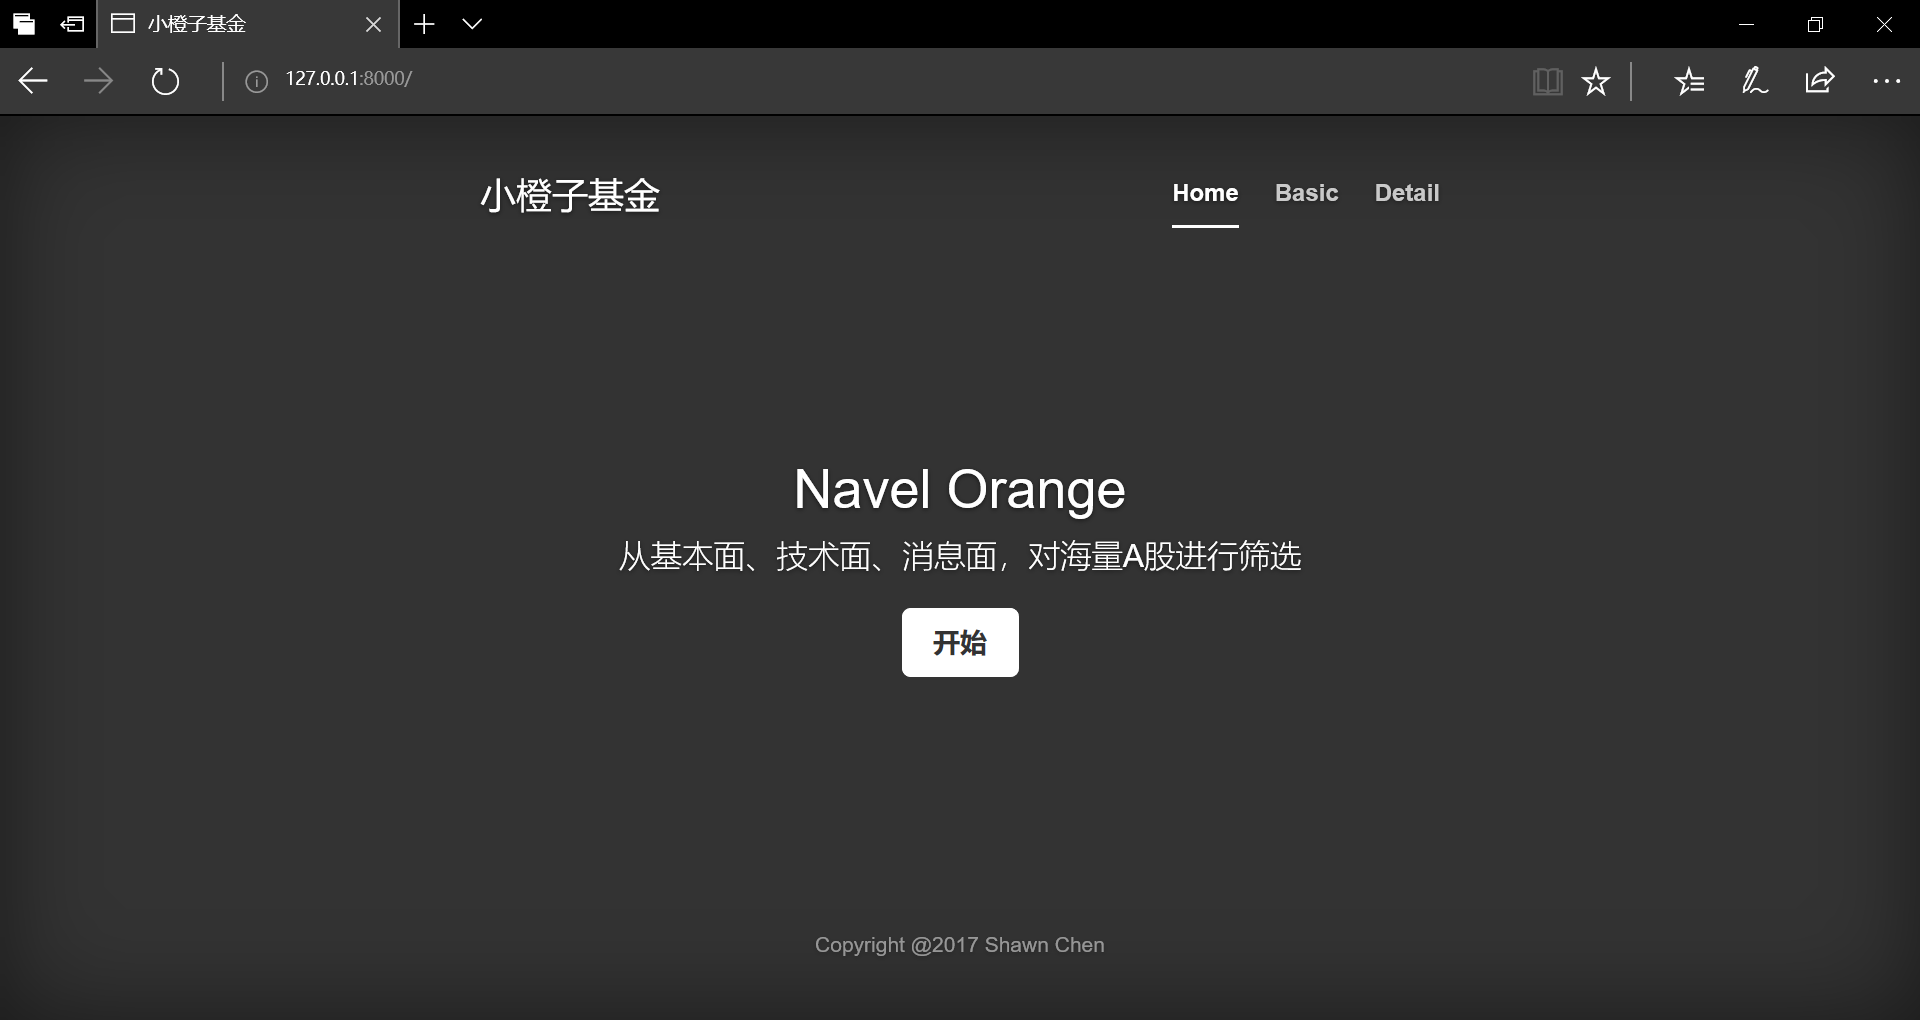 小橙子基金
127.0.0.1:8000/
小橙子基金
Home Basic Detail
Navel Orange
从基本面、技术面、消息面，对海量A股进行筛选
开始
Copyright @2017 Shawn Chen